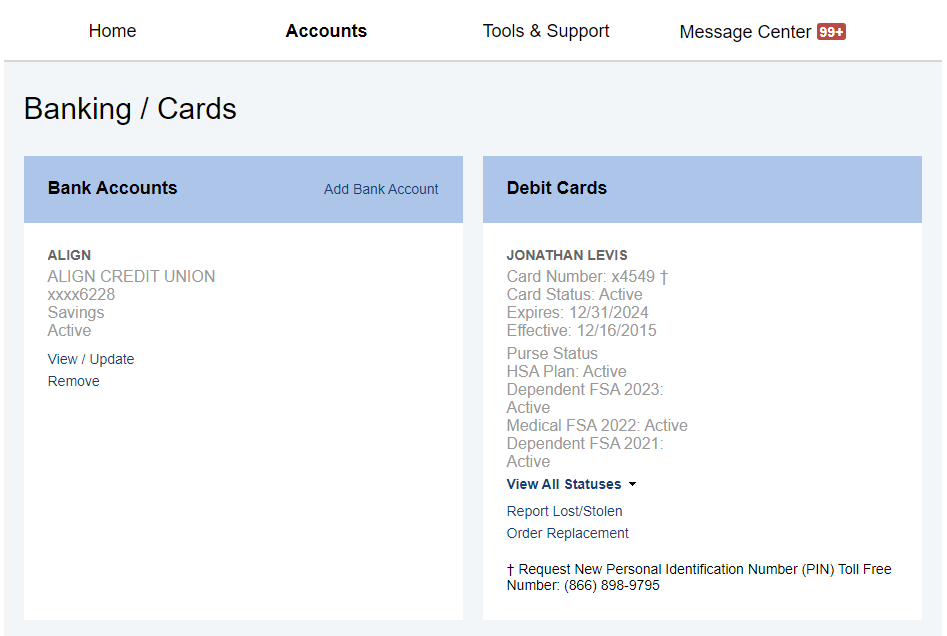 Home
Accounts
Tools & Support
Message Center 99+
Banking / Cards
Bank Accounts
Add Bank Account
ALIGN
ALIGN CREDIT UNION
xxxx6228
Savings
Active
View / Update
Remove
Debit Cards
JONATHAN LEVIS
Card Number: x4549 †
Card Status: Active
Expires: 12/31/2024
Effective: 12/16/2015
Purse Status
HSA Plan: Active
Dependent FSA 2023:
Active
Medical FSA 2022: Active
Dependent FSA 2021:
Active
View All Statuses
Report Lost/Stolen
Order Replacement
† Request New Personal Identification Number (PIN) Toll Free
Number: (866) 898-9795